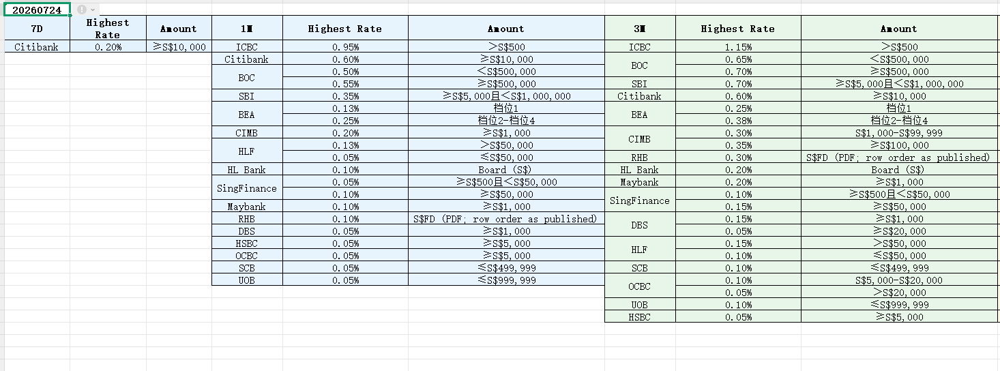 20260724
7D Highest Rate Amount 1M Highest Rate Amount 3M Highest Rate Amount
Citibank 0.20% ≥S$10,000 ICBC 0.95% >S$500 ICBC 1.15% >S$500
Citibank 0.60% ≥S$10,000 BOC 0.65% <S$500,000
BOC 0.50% <S$500,000 0.70% ≥S$500,000
0.55% ≥S$500,000 SBI 0.70% ≥S$5,000且<S$1,000,000
SBI 0.35% ≥S$5,000且<S$1,000,000 Citibank 0.60% ≥S$10,000
BEA 0.13% 档位1 BEA 0.25% 档位1
0.25% 档位2-档位4 0.38% 档位2-档位4
CIMB 0.20% ≥S$1,000 CIMB 0.30% S$1,000-S$99,999
HLF 0.13% >S$50,000 0.35% ≥S$100,000
0.05% ≤S$50,000 RHB 0.30% S$FD (PDF; row order as published)
HL Bank 0.10% Board (S$) HL Bank 0.20% Board (S$)
SingFinance 0.05% ≥S$500且<S$50,000 Maybank 0.20% ≥S$1,000
0.10% ≥S$50,000 SingFinance 0.10% ≥S$500且<S$50,000
Maybank 0.10% ≥S$1,000 0.15% ≥S$50,000
RHB 0.10% S$FD (PDF; row order as published) DBS 0.15% ≥S$1,000
DBS 0.05% ≥S$1,000 0.05% ≥S$20,000
HSBC 0.05% ≥S$5,000 HLF 0.15% >S$50,000
OCBC 0.05% ≥S$5,000 0.10% ≤S$50,000
SCB 0.05% ≤S$499,999 SCB 0.10% ≤S$499,999
UOB 0.05% ≤S$999,999 OCBC 0.10% S$5,000-S$20,000
0.05% >S$20,000
UOB 0.10% ≤S$999,999
HSBC 0.05% ≥S$5,000